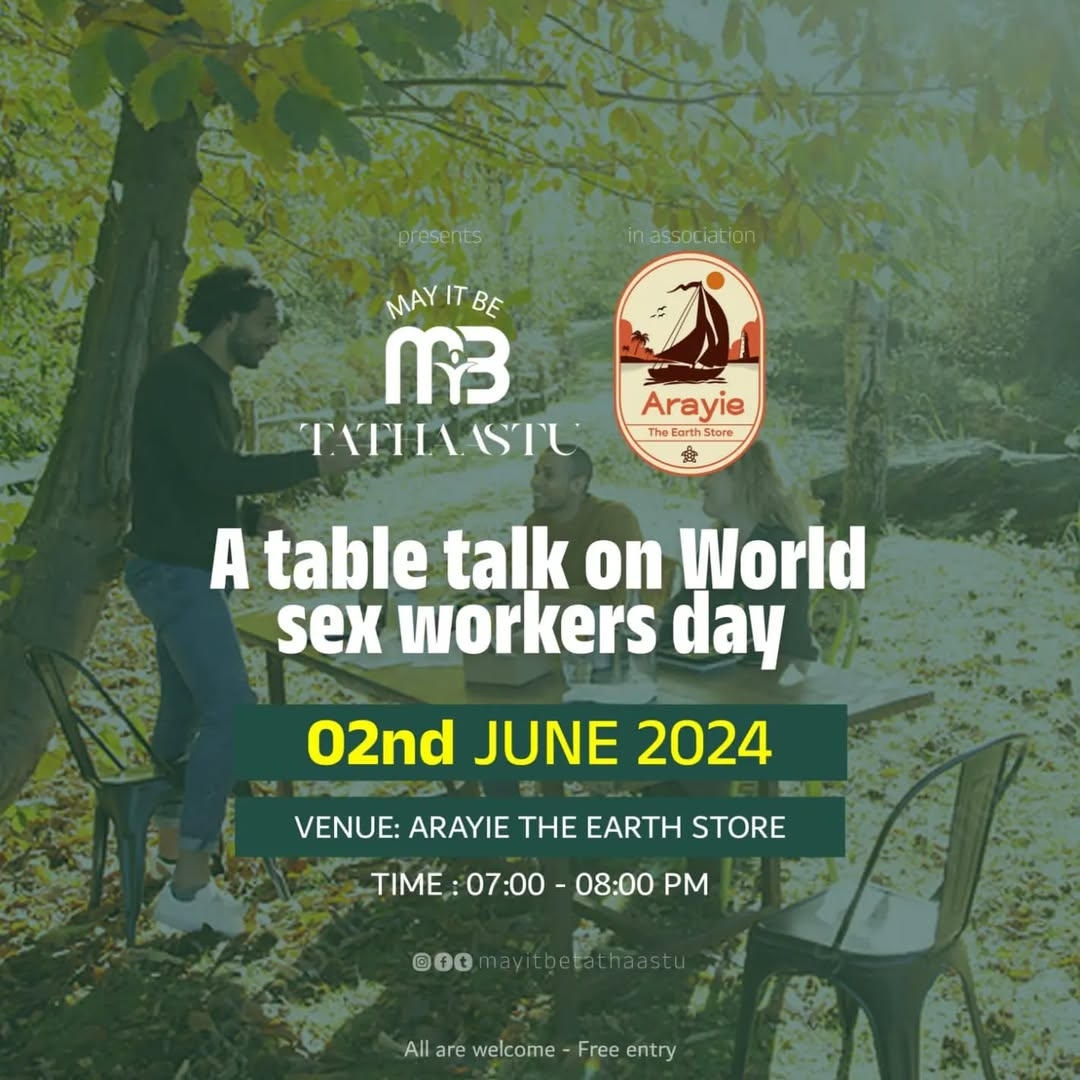 presents
in association
MAY IT BE
MYB
TATHAASTU
Arayie
The Earth Store
A table talk on World
sex workers day
02nd JUNE 2024
VENUE: ARAYIE THE EARTH STORE
TIME : 07:00 - 08:00 PM
mayitbetathaastu
All are welcome - Free entry